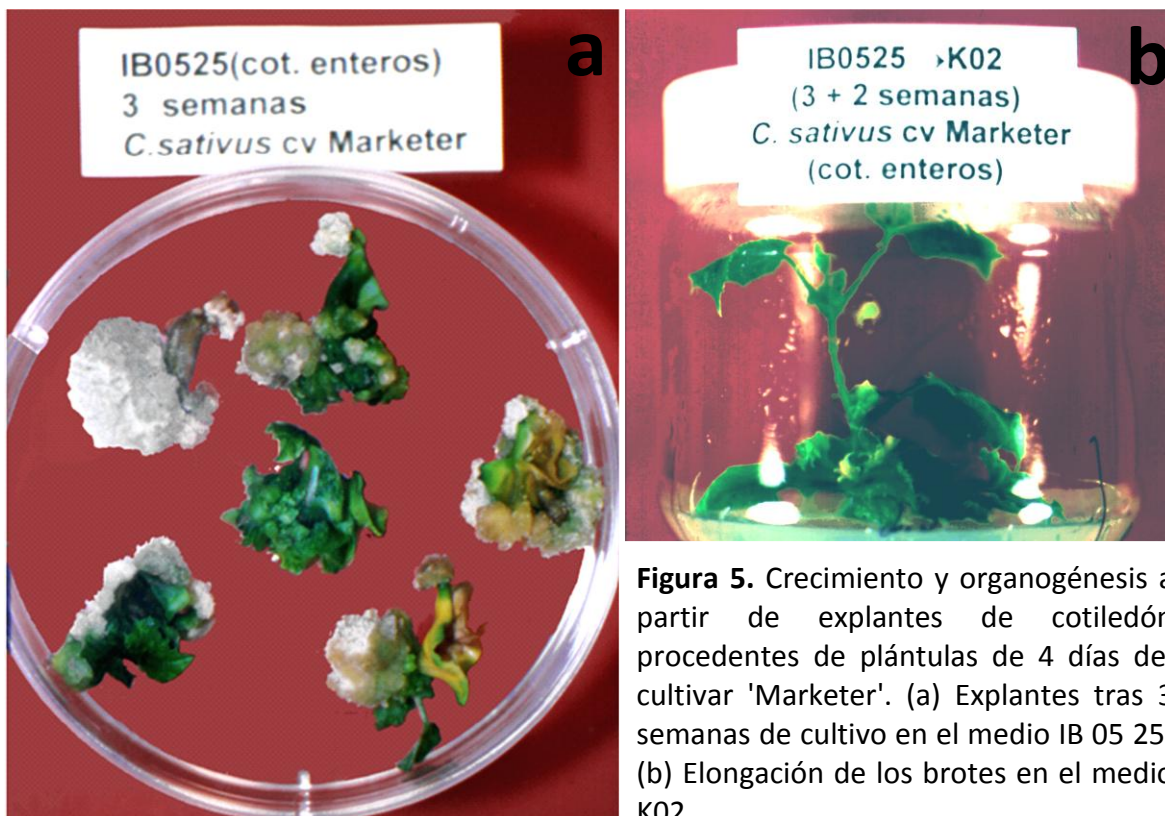 IB0525(cot. enteros)
3 semanas
C.sativus cv Marketer
a
IB0525 ›K02
(3 + 2 semanas)
C. sativus cv Marketer
(cot. enteros)
b
Figura 5. Crecimiento y organogénesis a
partir de explantes de cotiledón
procedentes de plántulas de 4 días de
cultivar 'Marketer'. (a) Explantes tras 3
semanas de cultivo en el medio IB 05 25
(b) Elongación de los brotes en el medio
K02